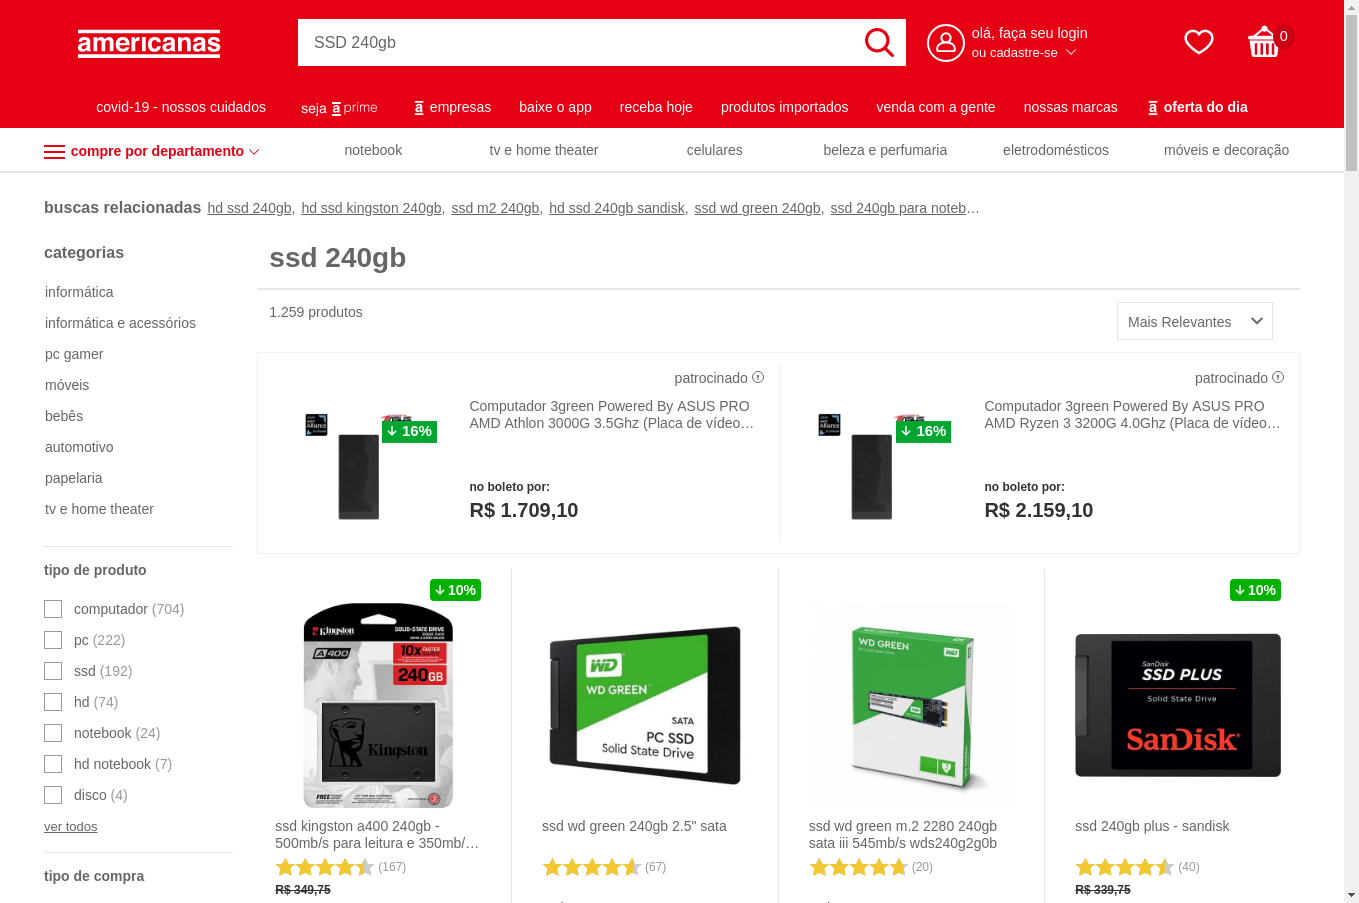 americanas
SSD 240gb
olá, faça seu login
ou cadastre-se
0
covid-19 - nossos cuidados
seja a prime
a empresas
baixe o app
receba hoje
produtos importados
venda com a gente
nossas marcas
a oferta do dia
compre por departamento
notebook
tv e home theater
celulares
beleza e perfumaria
eletrodomésticos
móveis e decoração
buscas relacionadas hd ssd 240gb, hd ssd kingston 240gb, ssd m2 240gb, hd ssd 240gb sandisk, ssd wd green 240gb, ssd 240gb para noteb…
categorias
informática
informática e acessórios
pc gamer
móveis
bebês
automotivo
papelaria
tv e home theater
tipo de produto
computador (704)
pc (222)
ssd (192)
hd (74)
notebook (24)
hd notebook (7)
disco (4)
ver todos
tipo de compra
ssd 240gb
1.259 produtos
Mais Relevantes
patrocinado
Alliance
ASUS
16%
Computador 3green Powered By ASUS PRO
AMD Athlon 3000G 3.5Ghz (Placa de vídeo…
no boleto por:
R$ 1.709,10
patrocinado
Alliance
ASUS
16%
Computador 3green Powered By ASUS PRO
AMD Ryzen 3 3200G 4.0Ghz (Placa de vídeo…
no boleto por:
R$ 2.159,10
10%
Kingston
SOLID-STATE DRIVE
A400
10x FASTER
240GB
Kingston
FREE
ssd kingston a400 240gb -
500mb/s para leitura e 350mb/…
(167)
R$ 349,75
WD
WD GREEN
SATA
PC SSD
Solid State Drive
ssd wd green 240gb 2.5" sata
(67)
WD GREEN
PC SSD
WD
ssd wd green m.2 2280 240gb
sata iii 545mb/s wds240g2g0b
(20)
10%
SanDisk
SSD PLUS
Solid State Drive
SanDisk
ssd 240gb plus - sandisk
(40)
R$ 339,75